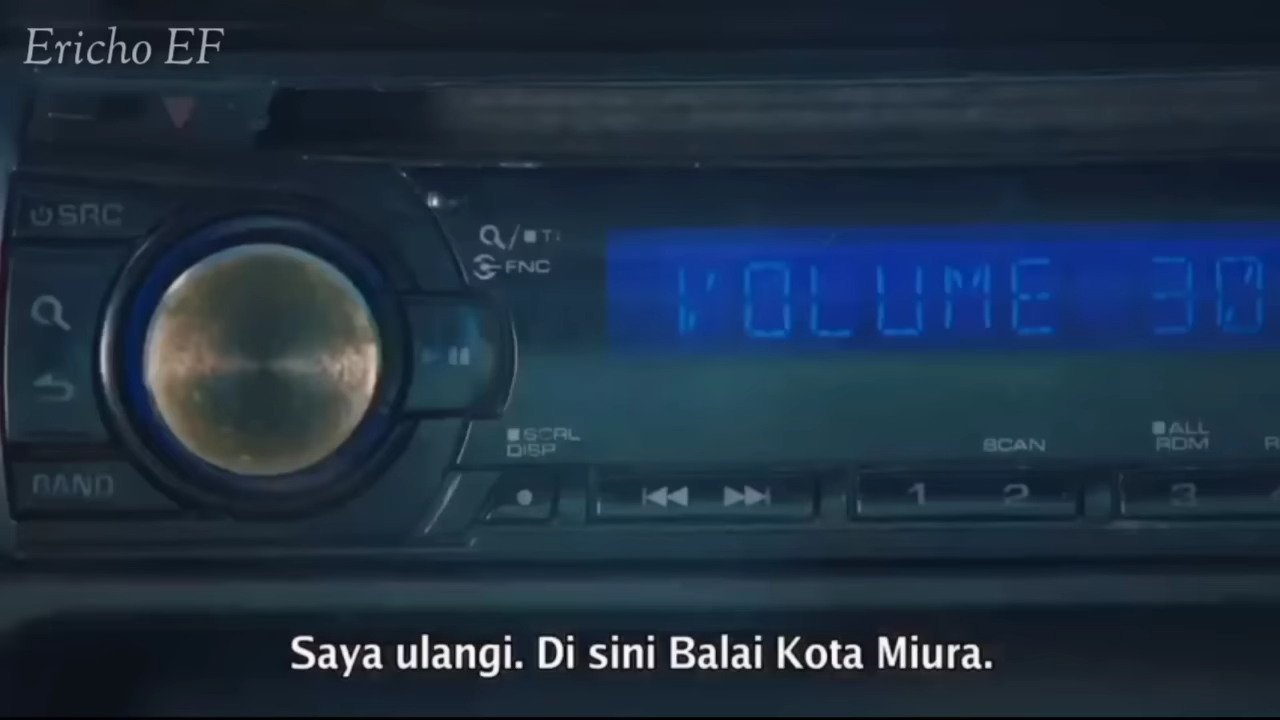 Ericho EF
SRC
FNC
VOLUME 30
SCRL
DISP
SCAN
ALL
RDM
BAND
1 2 3
Saya ulangi. Di sini Balai Kota Miura.